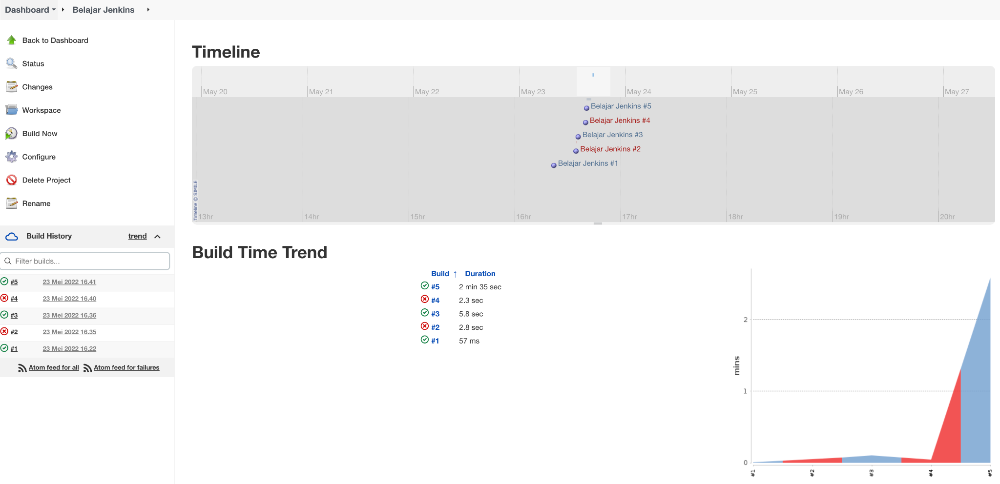 Dashboard Belajar Jenkins
Back to Dashboard
Status
Changes
Workspace
Build Now
Configure
Delete Project
Rename
Build History trend
Filter builds...
#5 23 Mei 2022 16.41
#4 23 Mei 2022 16.40
#3 23 Mei 2022 16.36
#2 23 Mei 2022 16.35
#1 23 Mei 2022 16.22
Atom feed for all Atom feed for failures
Timeline
May 20 May 21 May 22 May 23 May 24 May 25 May 26 May 27
Belajar Jenkins #5
Belajar Jenkins #4
Belajar Jenkins #3
Belajar Jenkins #2
Belajar Jenkins #1
Timeline © SIMILE
13hr 14hr 15hr 16hr 17hr 18hr 19hr 20hr
Build Time Trend
Build ↑ Duration
#5 2 min 35 sec
#4 2.3 sec
#3 5.8 sec
#2 2.8 sec
#1 57 ms
mins
2
1
0
#1 #2 #3 #4 #5